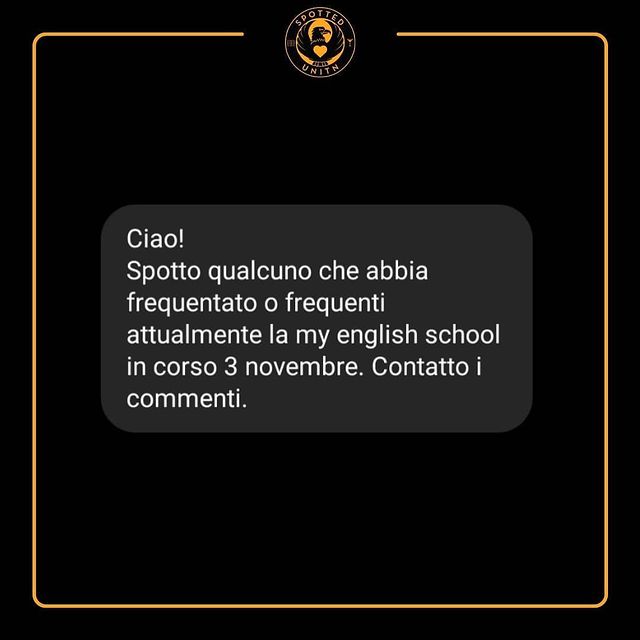 SPOTTED
UNITN
Ciao!
Spotto qualcuno che abbia
frequentato o frequenti
attualmente la my english school
in corso 3 novembre. Contatto i
commenti.